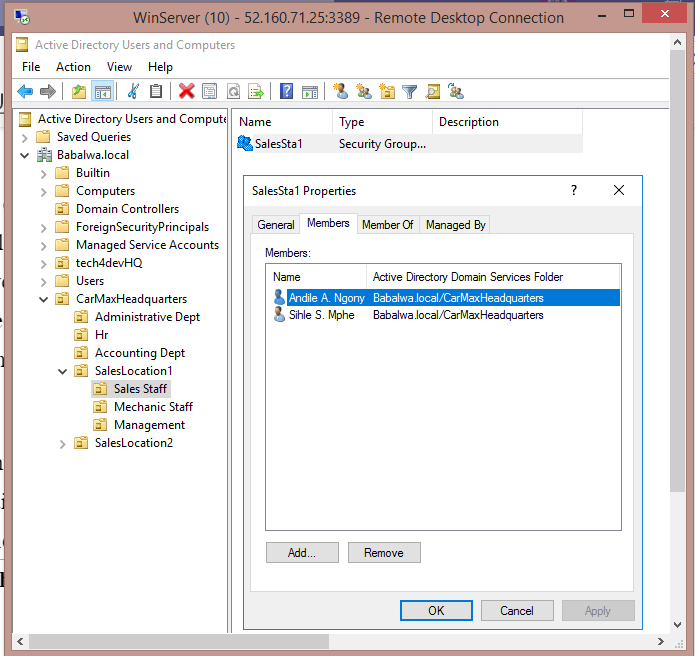 WinServer (10) - 52.160.71.25:3389 - Remote Desktop Connection
Active Directory Users and Computers
File Action View Help
Active Directory Users and Compute
Saved Queries
Babalwa.local
Builtin
Computers
Domain Controllers
ForeignSecurityPrincipals
Managed Service Accounts
tech4devHQ
Users
CarMaxHeadquarters
Administrative Dept
Hr
Accounting Dept
SalesLocation1
Sales Staff
Mechanic Staff
Management
SalesLocation2
Name Type Description
SalesSta1 Security Group...
SalesSta1 Properties
?
General Members Member Of Managed By
Members:
Name Active Directory Domain Services Folder
Andile A. Ngony Babalwa.local/CarMaxHeadquarters
Sihle S. Mphe Babalwa.local/CarMaxHeadquarters
Add... Remove
OK Cancel Apply